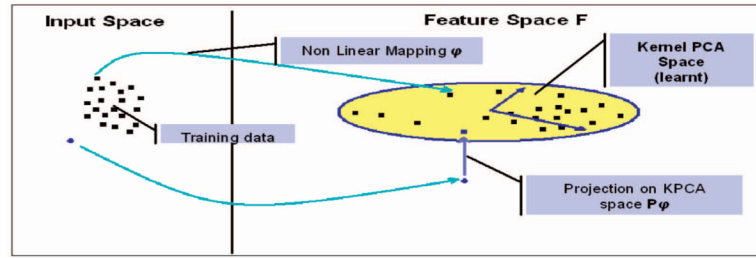 Input Space
Feature Space F
Non Linear Mapping φ
Kernel PCA
Space
(learnt)
Training data
Projection on KPCA
space Pφ